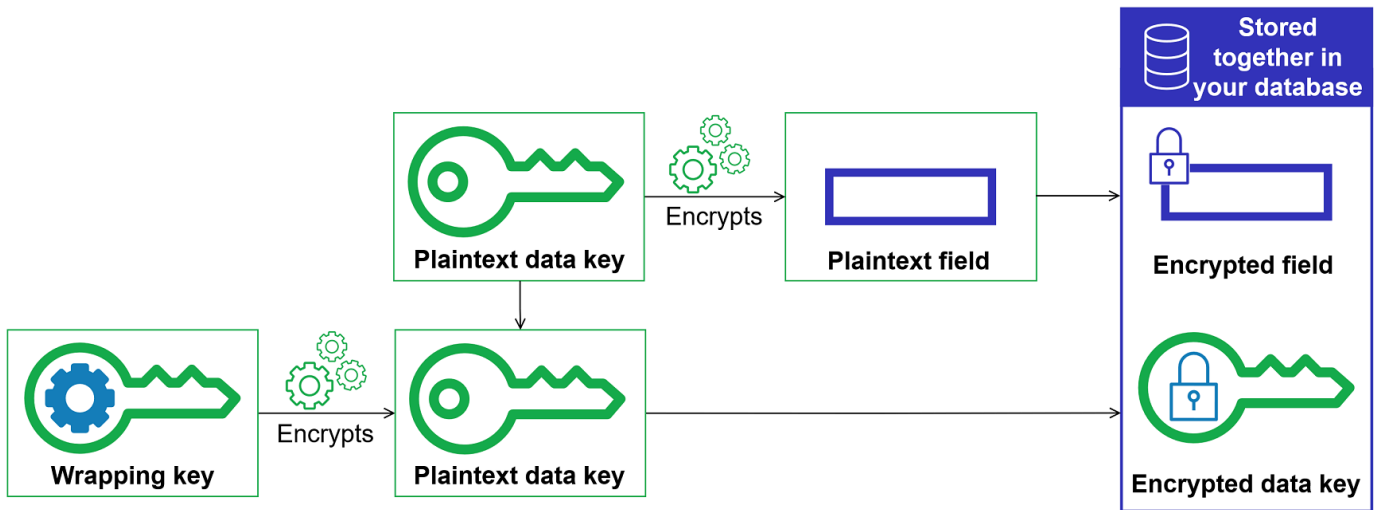 Stored
together in
your database
Encrypts
Plaintext data key
Plaintext field
Encrypted field
Encrypts
Wrapping key
Plaintext data key
Encrypted data key